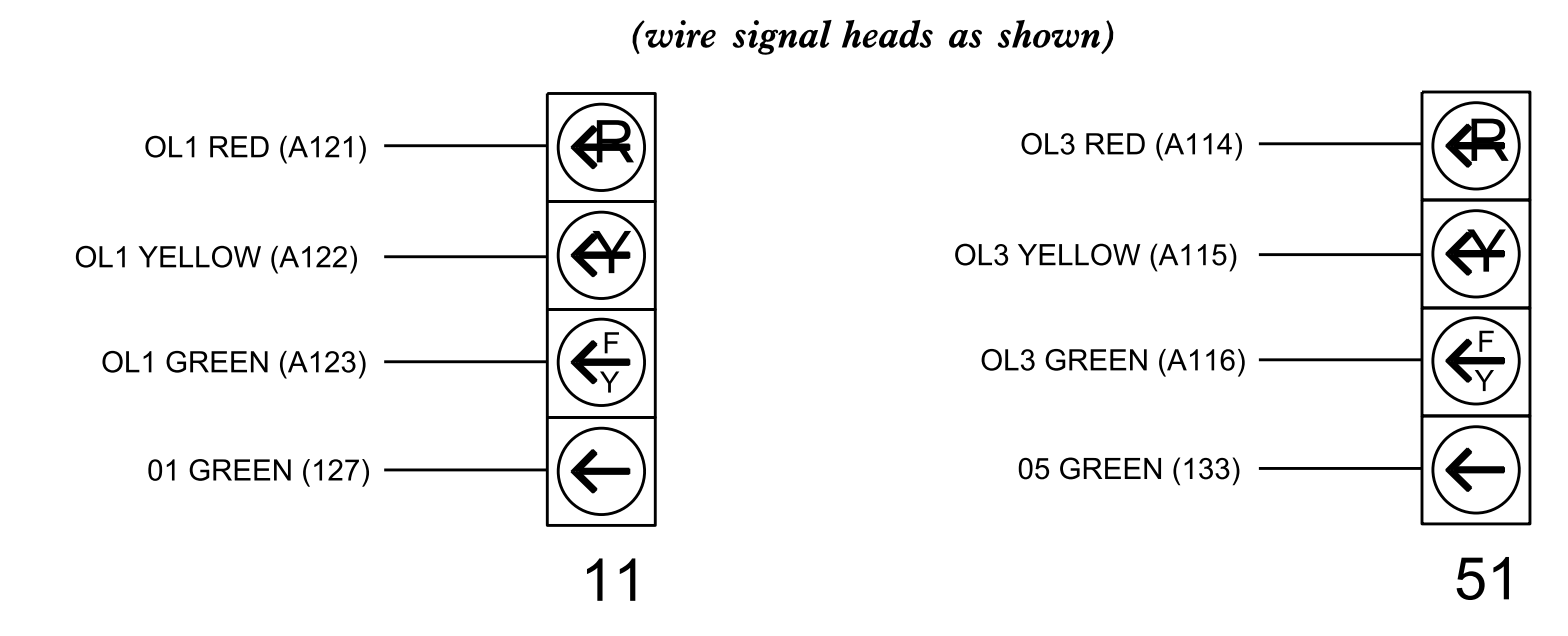 (wire signal heads as shown)
OL1 RED (A121)
R
OL1 YELLOW (A122)
Y
OL1 GREEN (A123)
F
Y
01 GREEN (127)
11
OL3 RED (A114)
R
OL3 YELLOW (A115)
Y
OL3 GREEN (A116)
F
Y
05 GREEN (133)
51